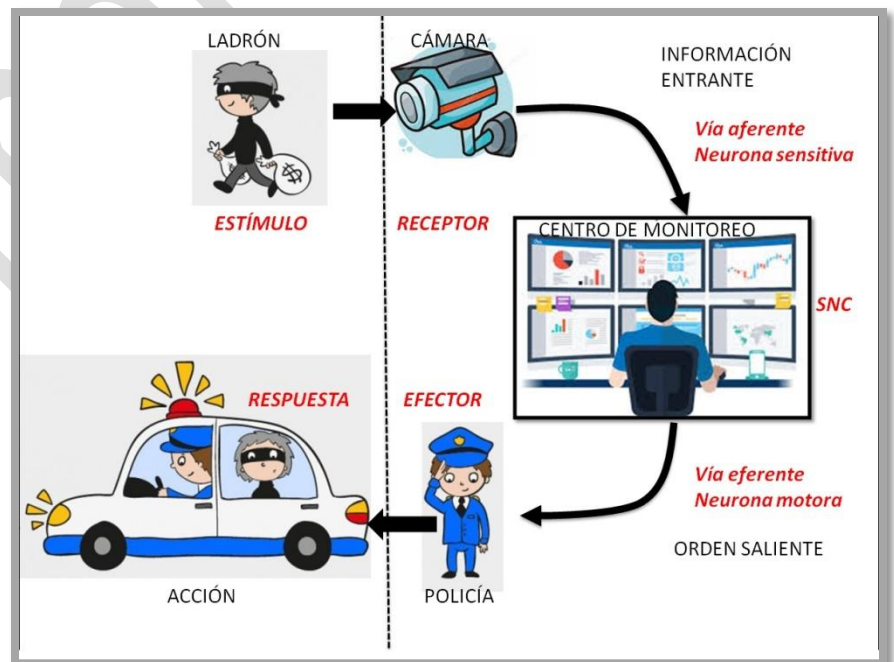 LADRÓN
CÁMARA
INFORMACIÓN
ENTRANTE
Vía aferente
Neurona sensitiva
ESTÍMULO
RECEPTOR
CENTRO DE MONITOREO
SNC
RESPUESTA
EFECTOR
Vía eferente
Neurona motora
ORDEN SALIENTE
ACCIÓN
POLICÍA